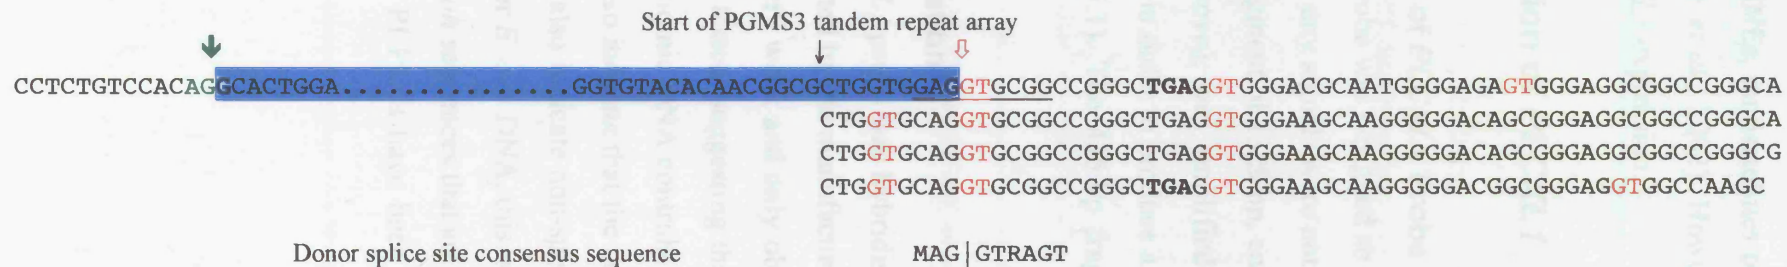 Start of PGMS3 tandem repeat array
CCTCTGTCCACAGGCACTGGA...............GGTGTACACAACGGCGCTGGTGGAGGTGCGGCCGGGCTGAGGTGGGACGCAATGGGGAGAGTGGGAGGCGGCCGGGCA
CTGGTGCAGGTGCGGCCGGGCTGAGGTGGGAAGCAAGGGGGACAGCGGGAGGCGGCCGGGCA
CTGGTGCAGGTGCGGCCGGGCTGAGGTGGGAAGCAAGGGGGACAGCGGGAGGCGGCCGGGCG
CTGGTGCAGGTGCGGCCGGGCTGAGGTGGGAAGCAAGGGGGACGGCGGGAGGTGGCCAAGC
Donor splice site consensus sequence MAG|GTRAGT